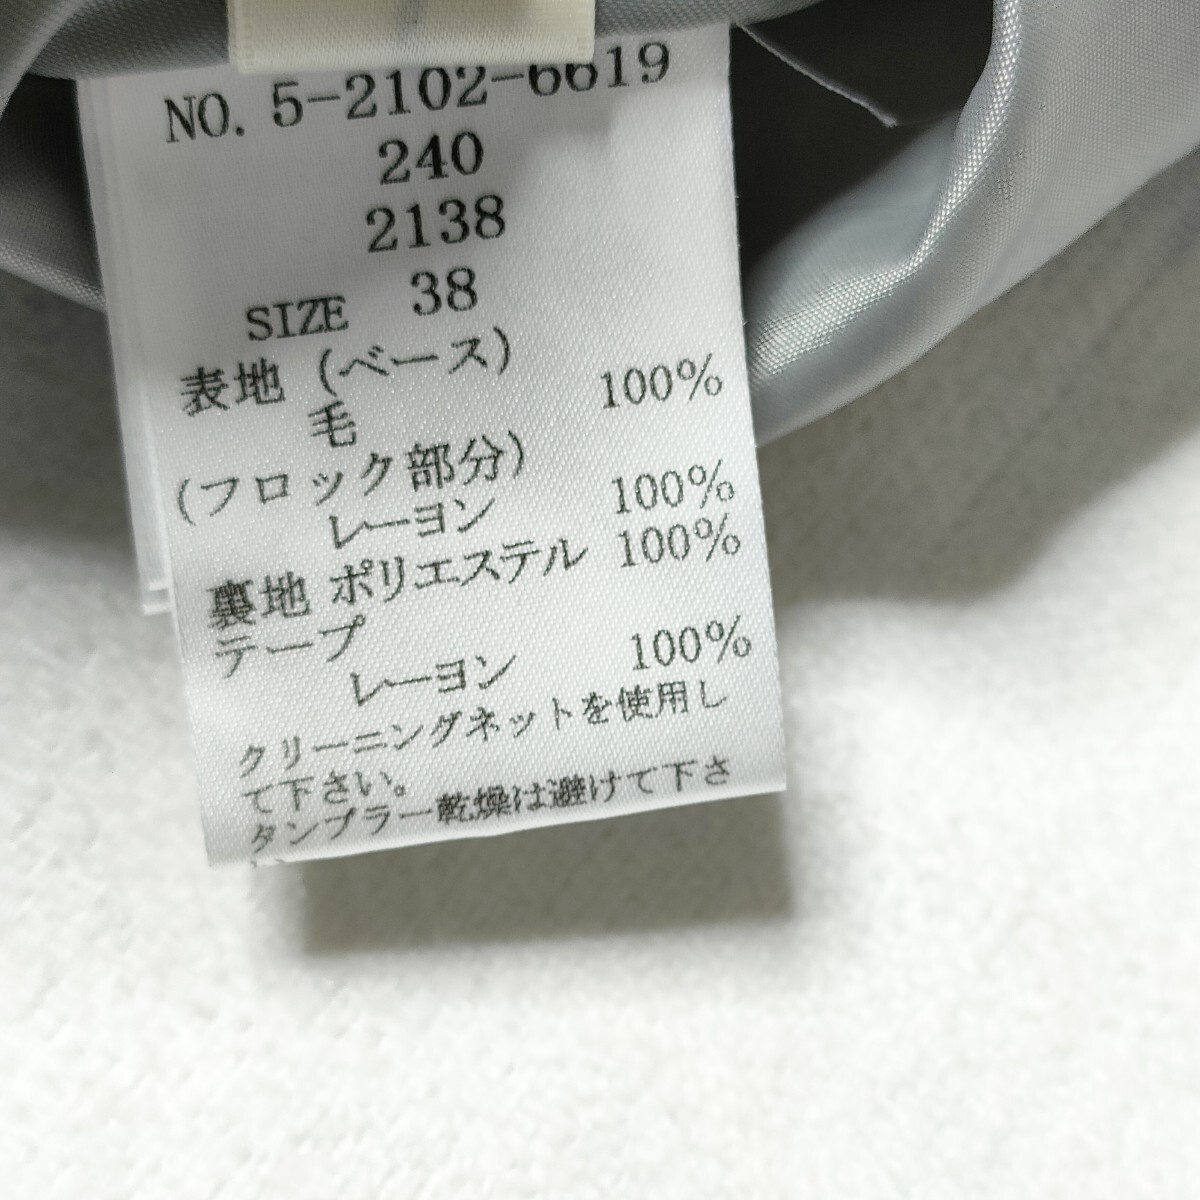 NO. 5-2102-6619
240
2138
SIZE 38
表地 (ベース)
毛 100%
(フロック部分)
レーヨン 100%
裏地 ポリエステル 100%
テープ
レーヨン 100%
クリーニングネットを使用し
て下さい。
タンブラー乾燥は避けて下さ